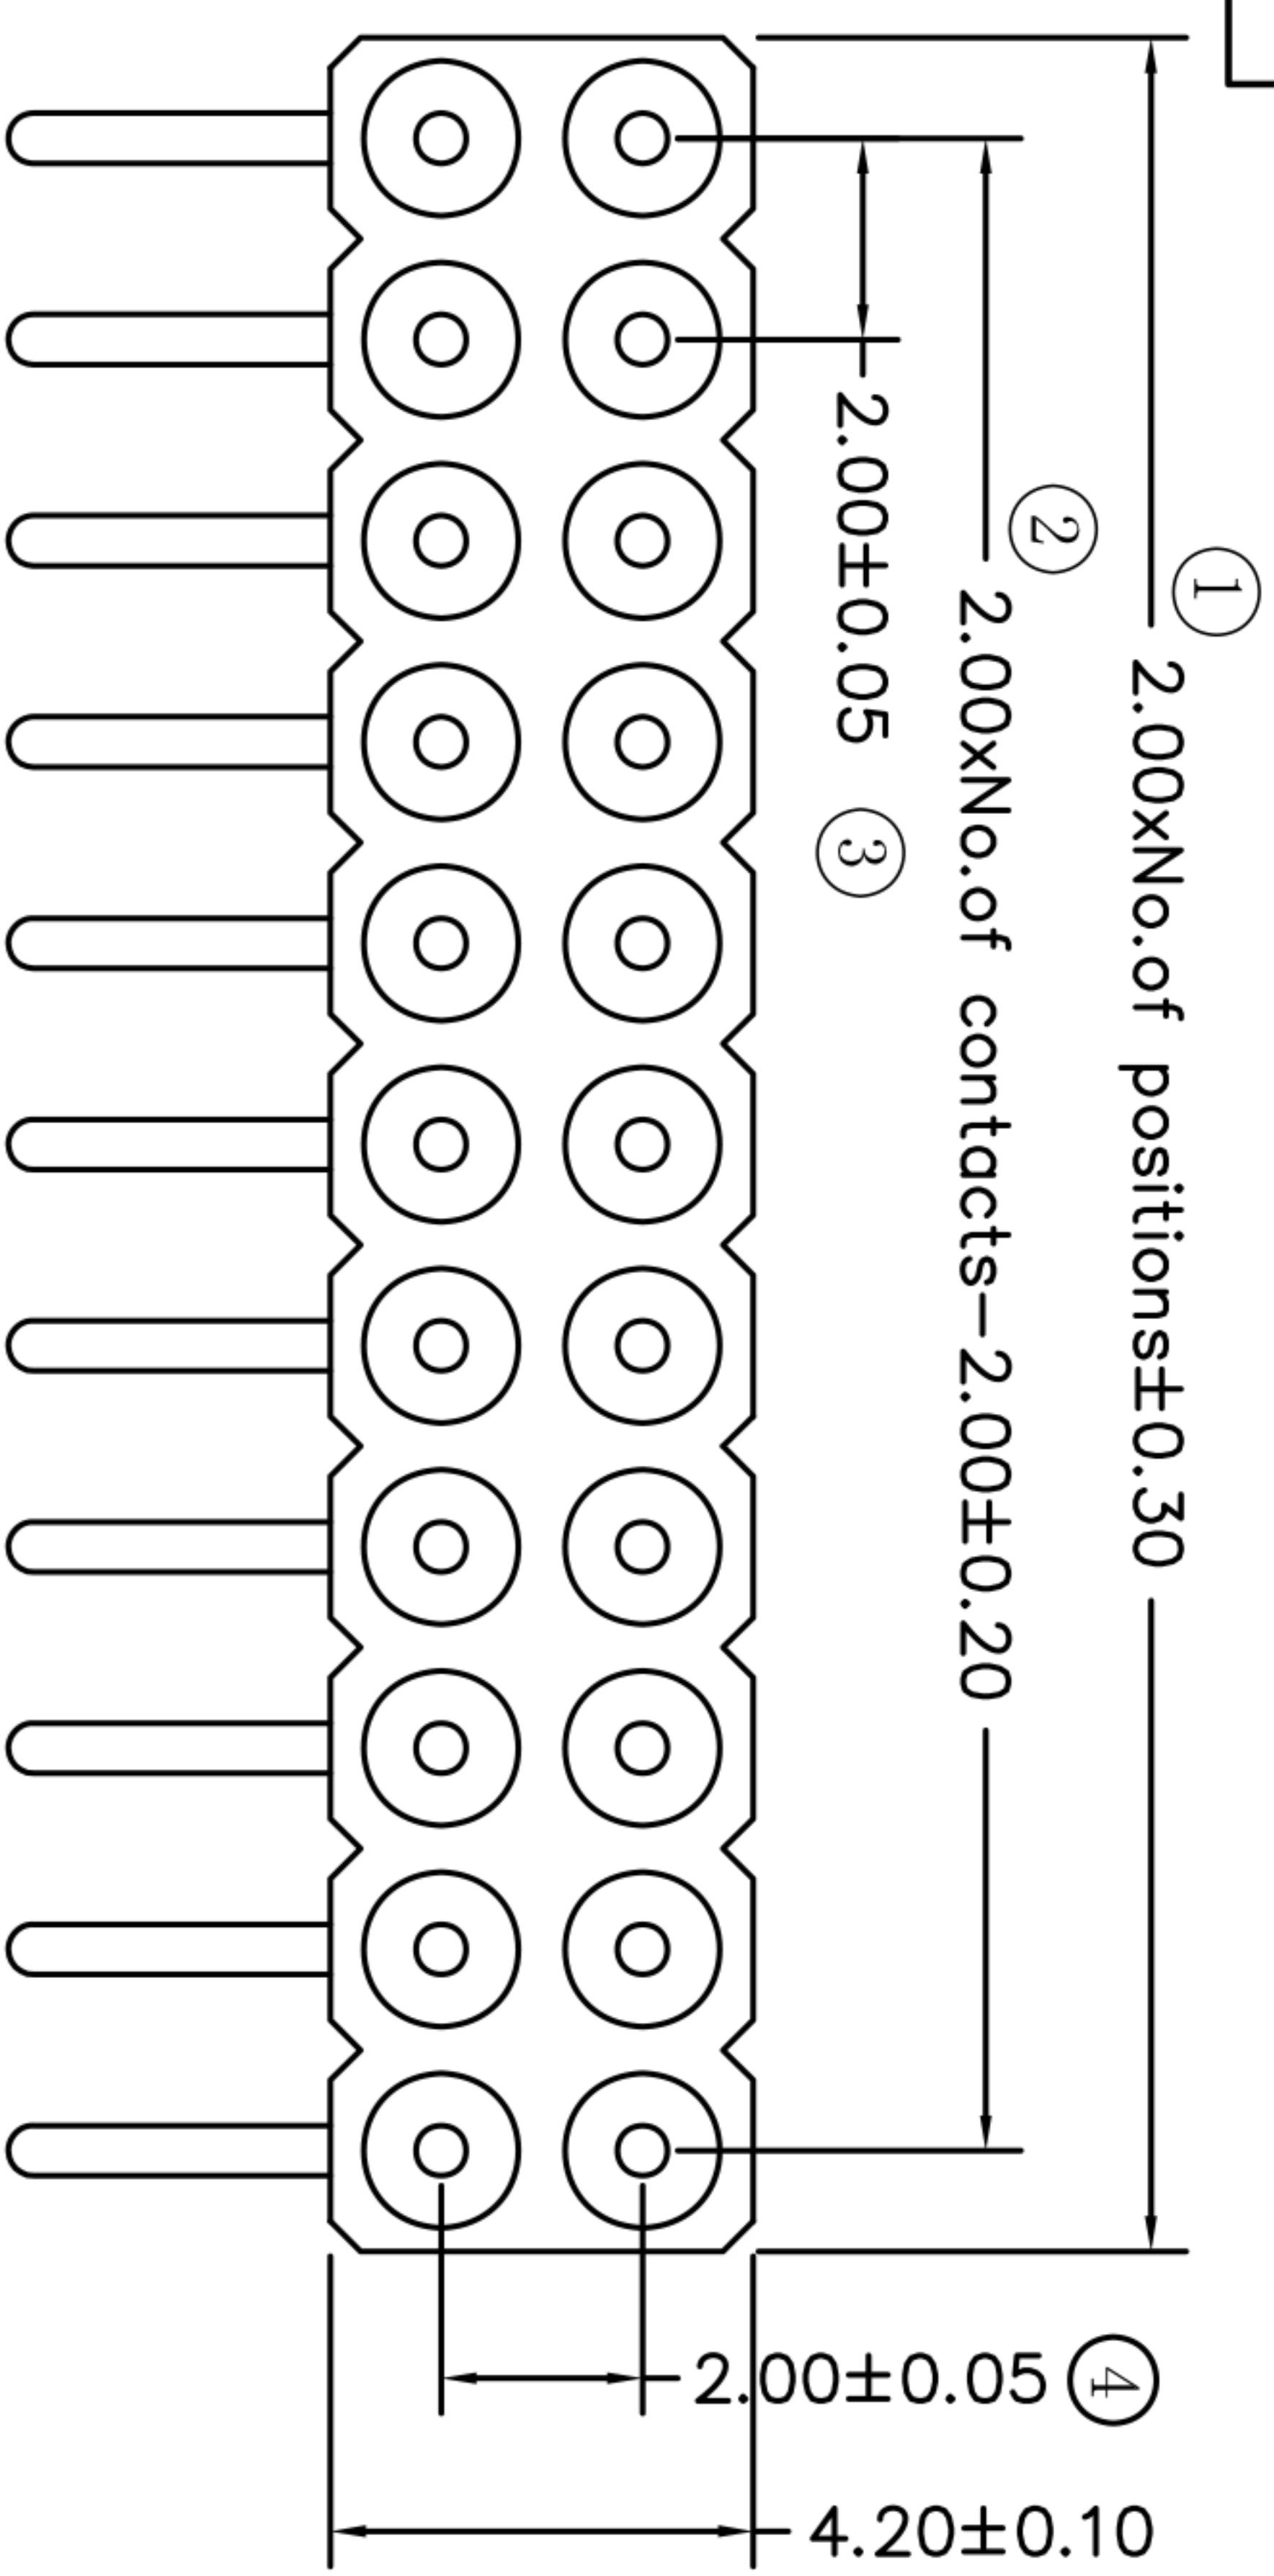 ①
2.00xNo.of positions±0.30
②
2.00xNo.of contacts-2.00±0.20
2.00±0.05 ③
2.00±0.05 ④
4.20±0.10